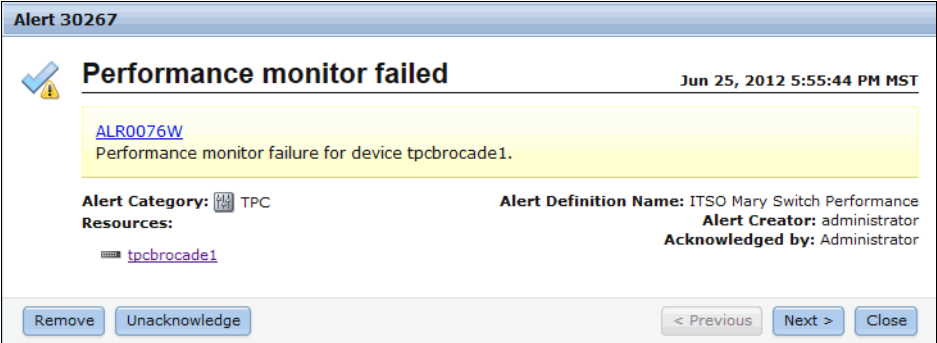 Alert 30267
Performance monitor failed
Jun 25, 2012 5:55:44 PM MST
ALR0076W
Performance monitor failure for device tpcbrocade1.
Alert Category: TPC
Alert Definition Name: ITSO Mary Switch Performance
Resources:
Alert Creator: administrator
Acknowledged by: Administrator
tpcbrocade1
Remove Unacknowledge < Previous Next > Close